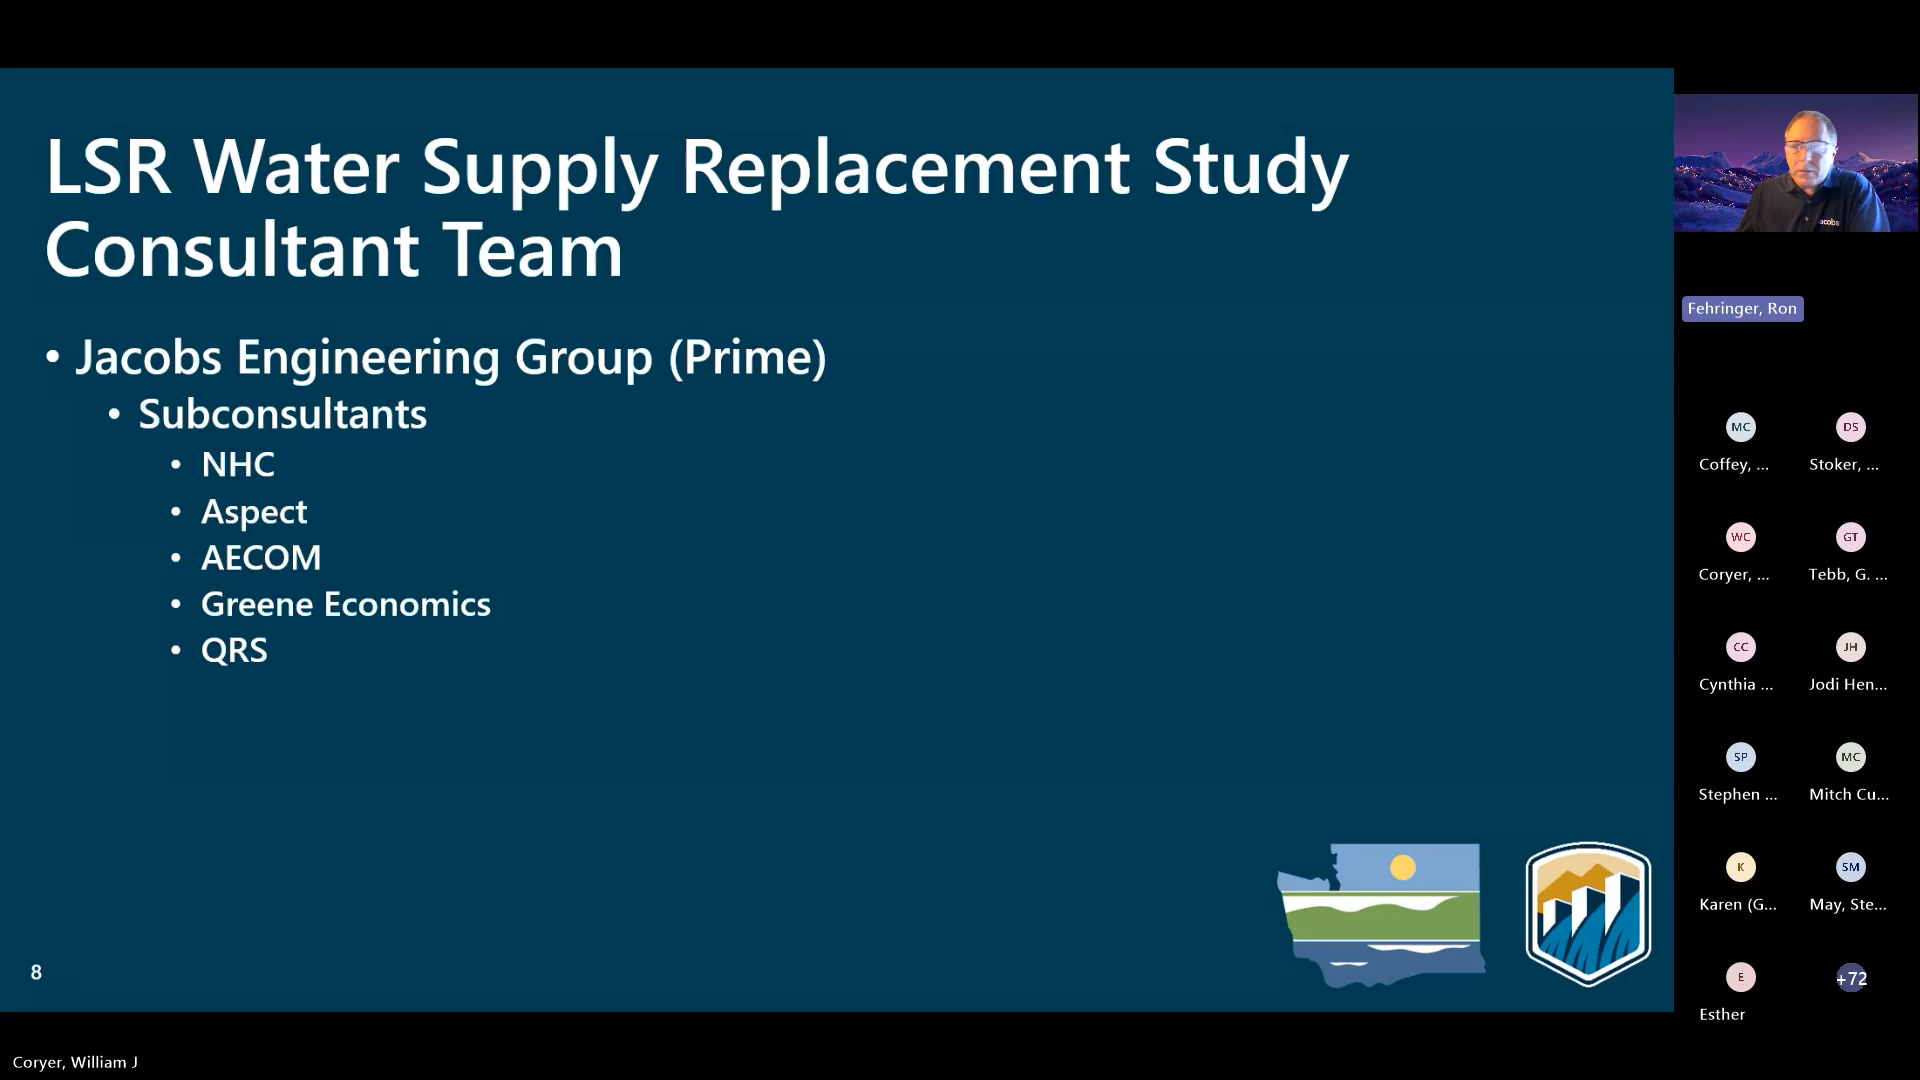 LSR Water Supply Replacement Study
Consultant Team
• Jacobs Engineering Group (Prime)
• Subconsultants
• NHC
• Aspect
• AECOM
• Greene Economics
• QRS
8
acobs
Fehringer, Ron
MC
DS
Coffey, ...
Stoker, ...
WC
GT
Coryer, ...
Tebb, G. ...
CC
JH
Cynthia ...
Jodi Hen...
SP
MC
Stephen ...
Mitch Cu...
K
SM
Karen (G...
May, Ste...
E
+72
Esther
Coryer, William J